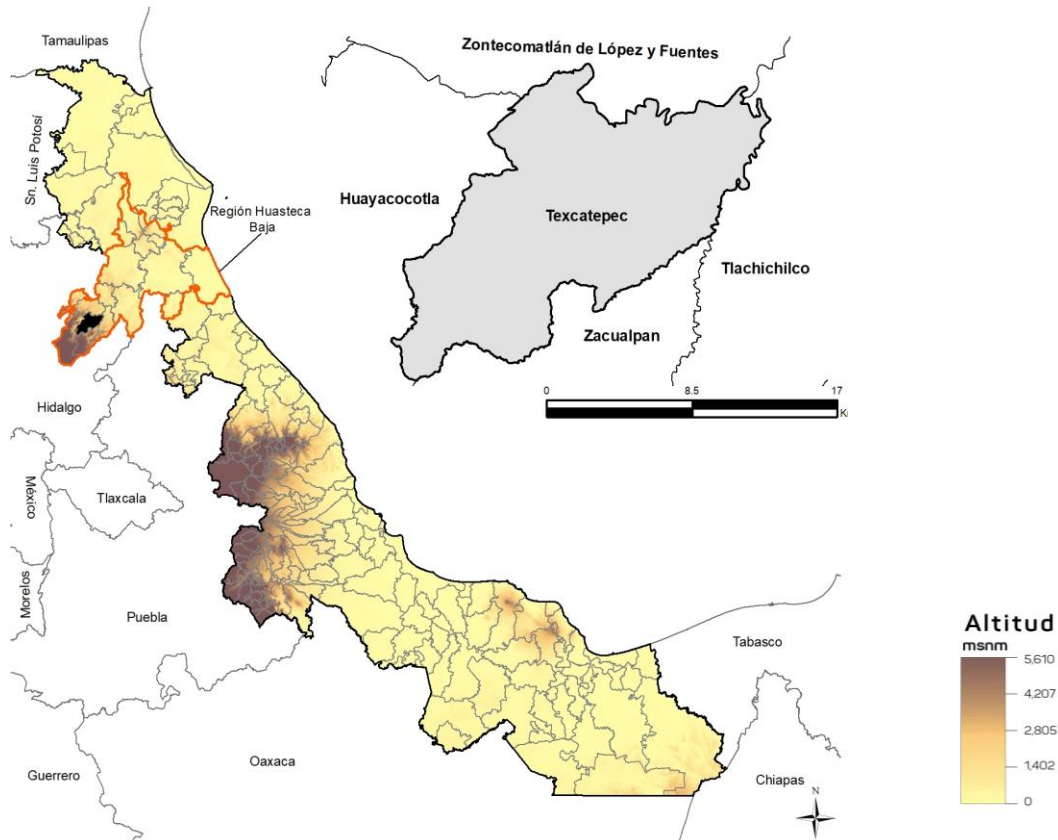 Tamaulipas
Zontecomatlán de López y Fuentes
Sn. Luis Potosí
Huayacocotla
Región Huasteca
Baja
Texcatepec
Tlachichilco
Zacualpan
0
8.5
17
K
Hidalgo
México
Tlaxcala
Morelos
Puebla
Tabasco
Altitud
msnm
5,610
4,207
2,805
1,402
0
Oaxaca
Guerrero
Chiapas
N